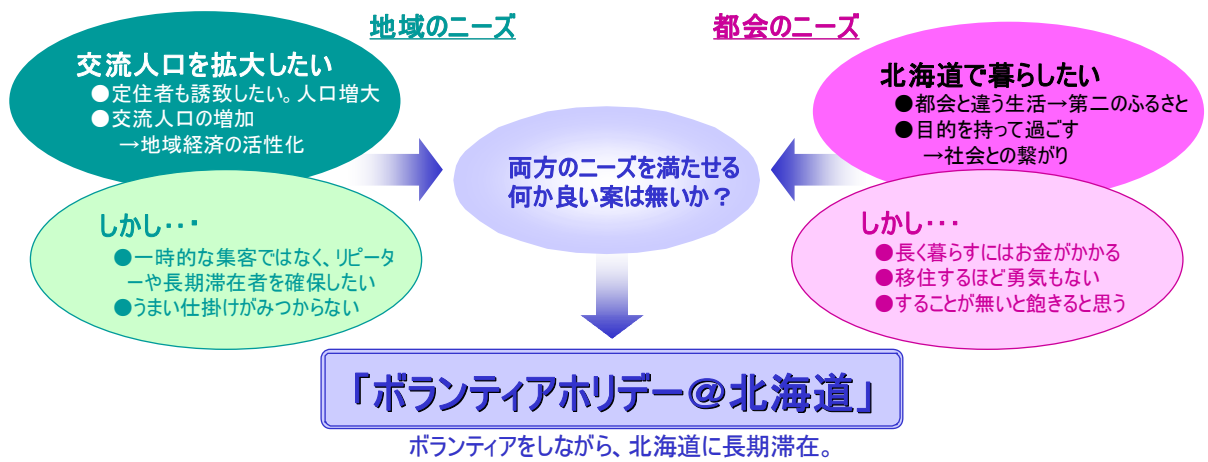 地域のニーズ
交流人口を拡大したい
●定住者も誘致したい。人口増大
●交流人口の増加
→地域経済の活性化
しかし・・・
●一時的な集客ではなく、リピータ
ーや長期滞在者を確保したい
●うまい仕掛けがみつからない
都会のニーズ
北海道で暮らしたい
●都会と違う生活→第二のふるさと
●目的を持って過ごす
→社会との繋がり
しかし・・・
●長く暮らすにはお金がかかる
●移住するほど勇気もない
●することが無いと飽きると思う
両方のニーズを満たせる
何か良い案は無いか?
「ボランティアホリデー@北海道」
ボランティアをしながら、北海道に長期滞在。